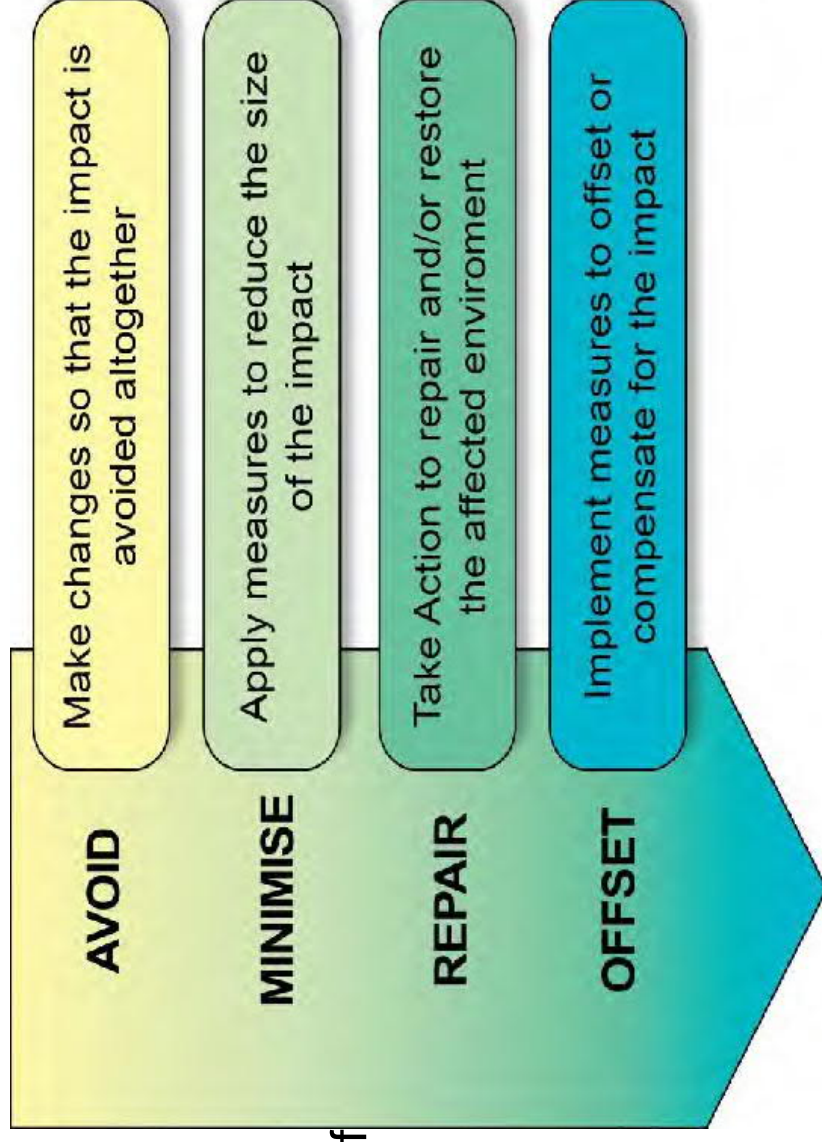 AVOID
Make changes so that the impact is
avoided altogether
MINIMISE
Apply measures to reduce the size
of the impact
REPAIR
Take Action to repair and/or restore
the affected enviroment
OFFSET
Implement measures to offset or
compensate for the impact
f